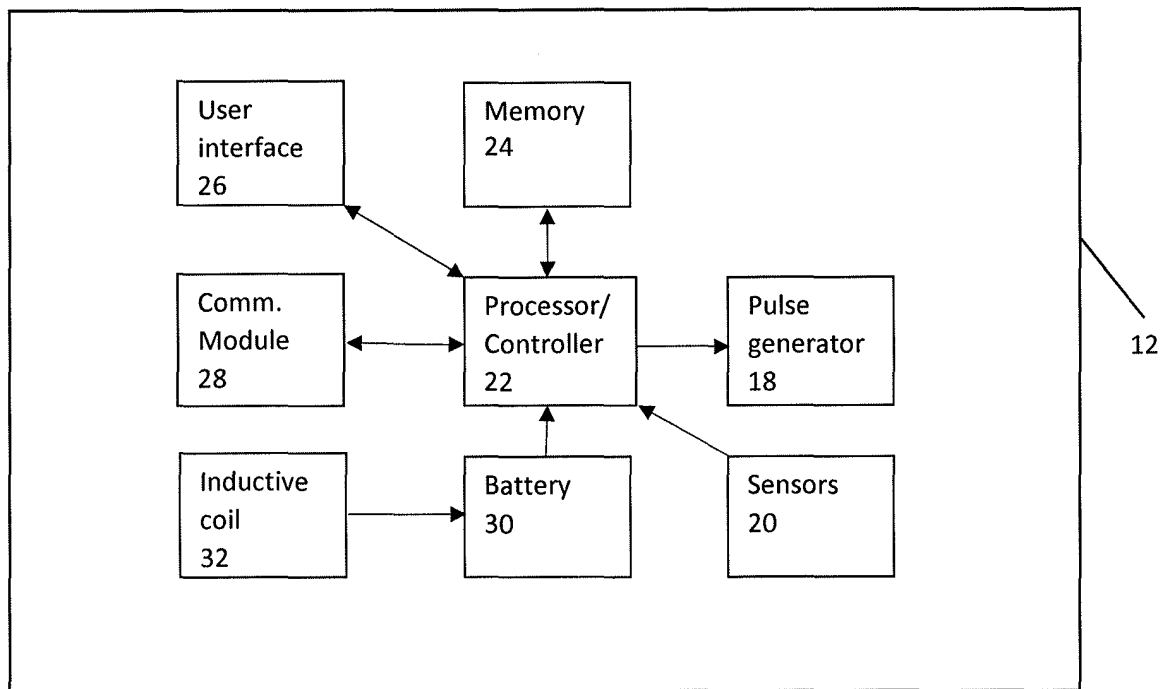 User
interface
26
Memory
24
Comm.
Module
28
Processor/
Controller
22
Pulse
generator
18
12
Inductive
coil
32
Battery
30
Sensors
20